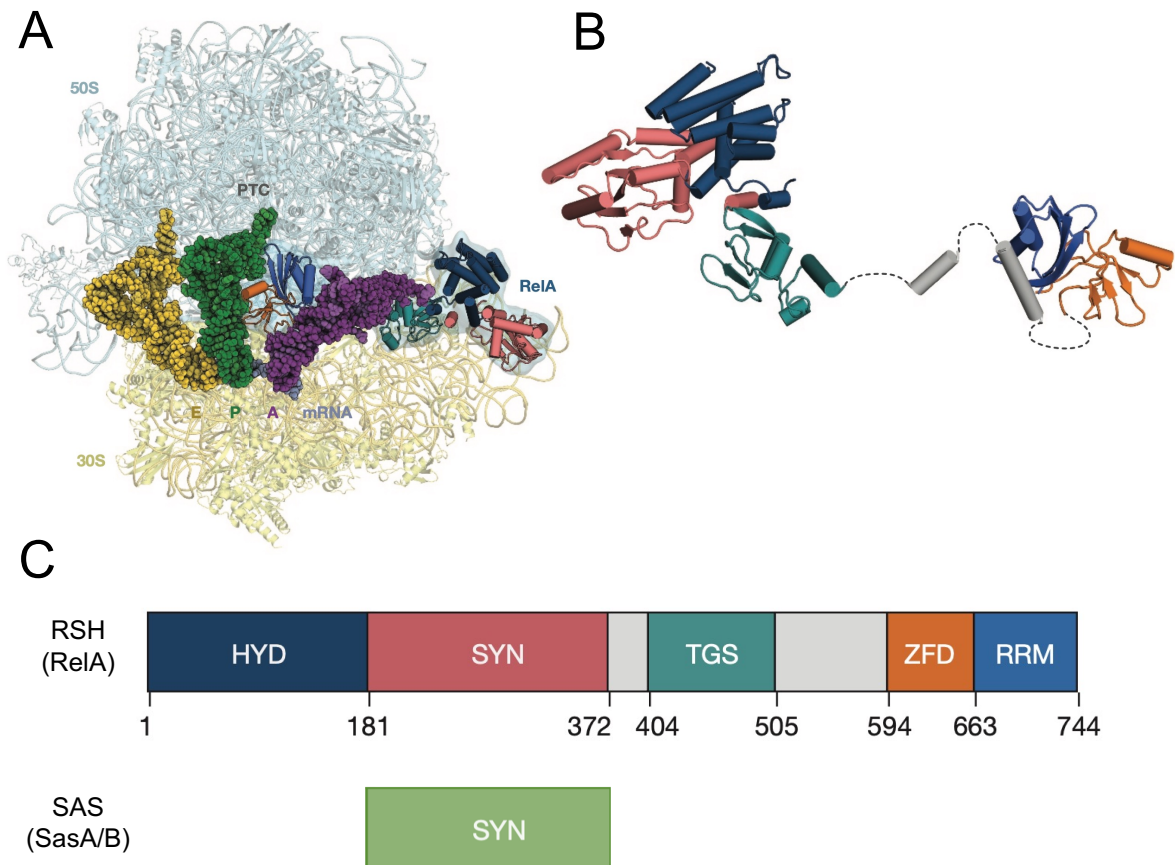 A
B
50S
PTC
RelA
E P A mRNA
30S
C
RSH
(RelA)
HYD SYN TGS ZFD RRM
1 181 372 404 505 594 663 744
SAS
(SasA/B)
SYN